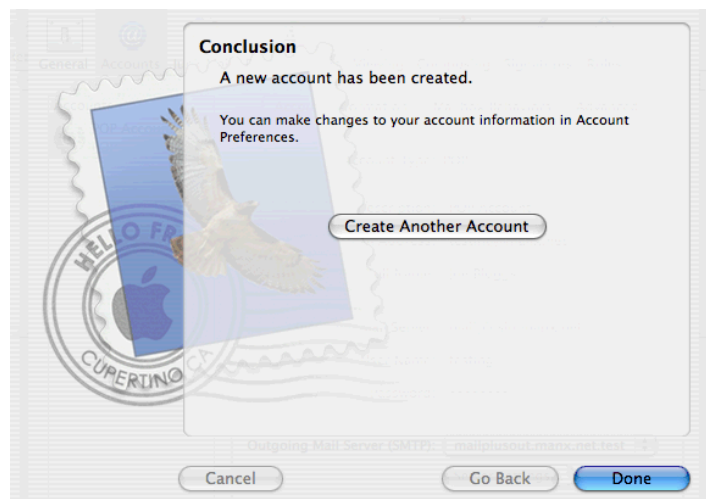 General Accounts
Conclusion
A new account has been created.
You can make changes to your account information in Account
Preferences.
Create Another Account
HELLO FR
CUPERTINO CA
Outgoing Mail Server (SMTP): mailplusout.manx.net:test
Cancel
Go Back
Done